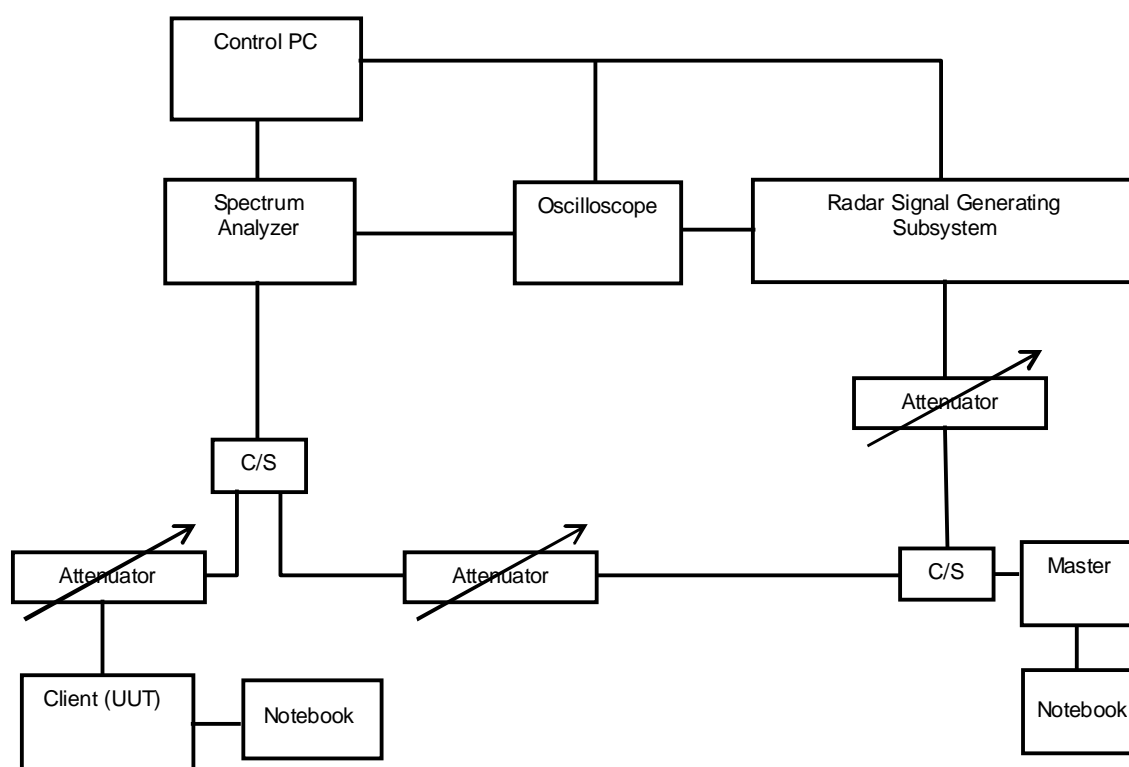 Control PC
Spectrum
Analyzer
Oscilloscope
Radar Signal Generating
Subsystem
Attenuator
C/S
Attenuator
Attenuator
C/S
Master
Client (UUT)
Notebook
Notebook